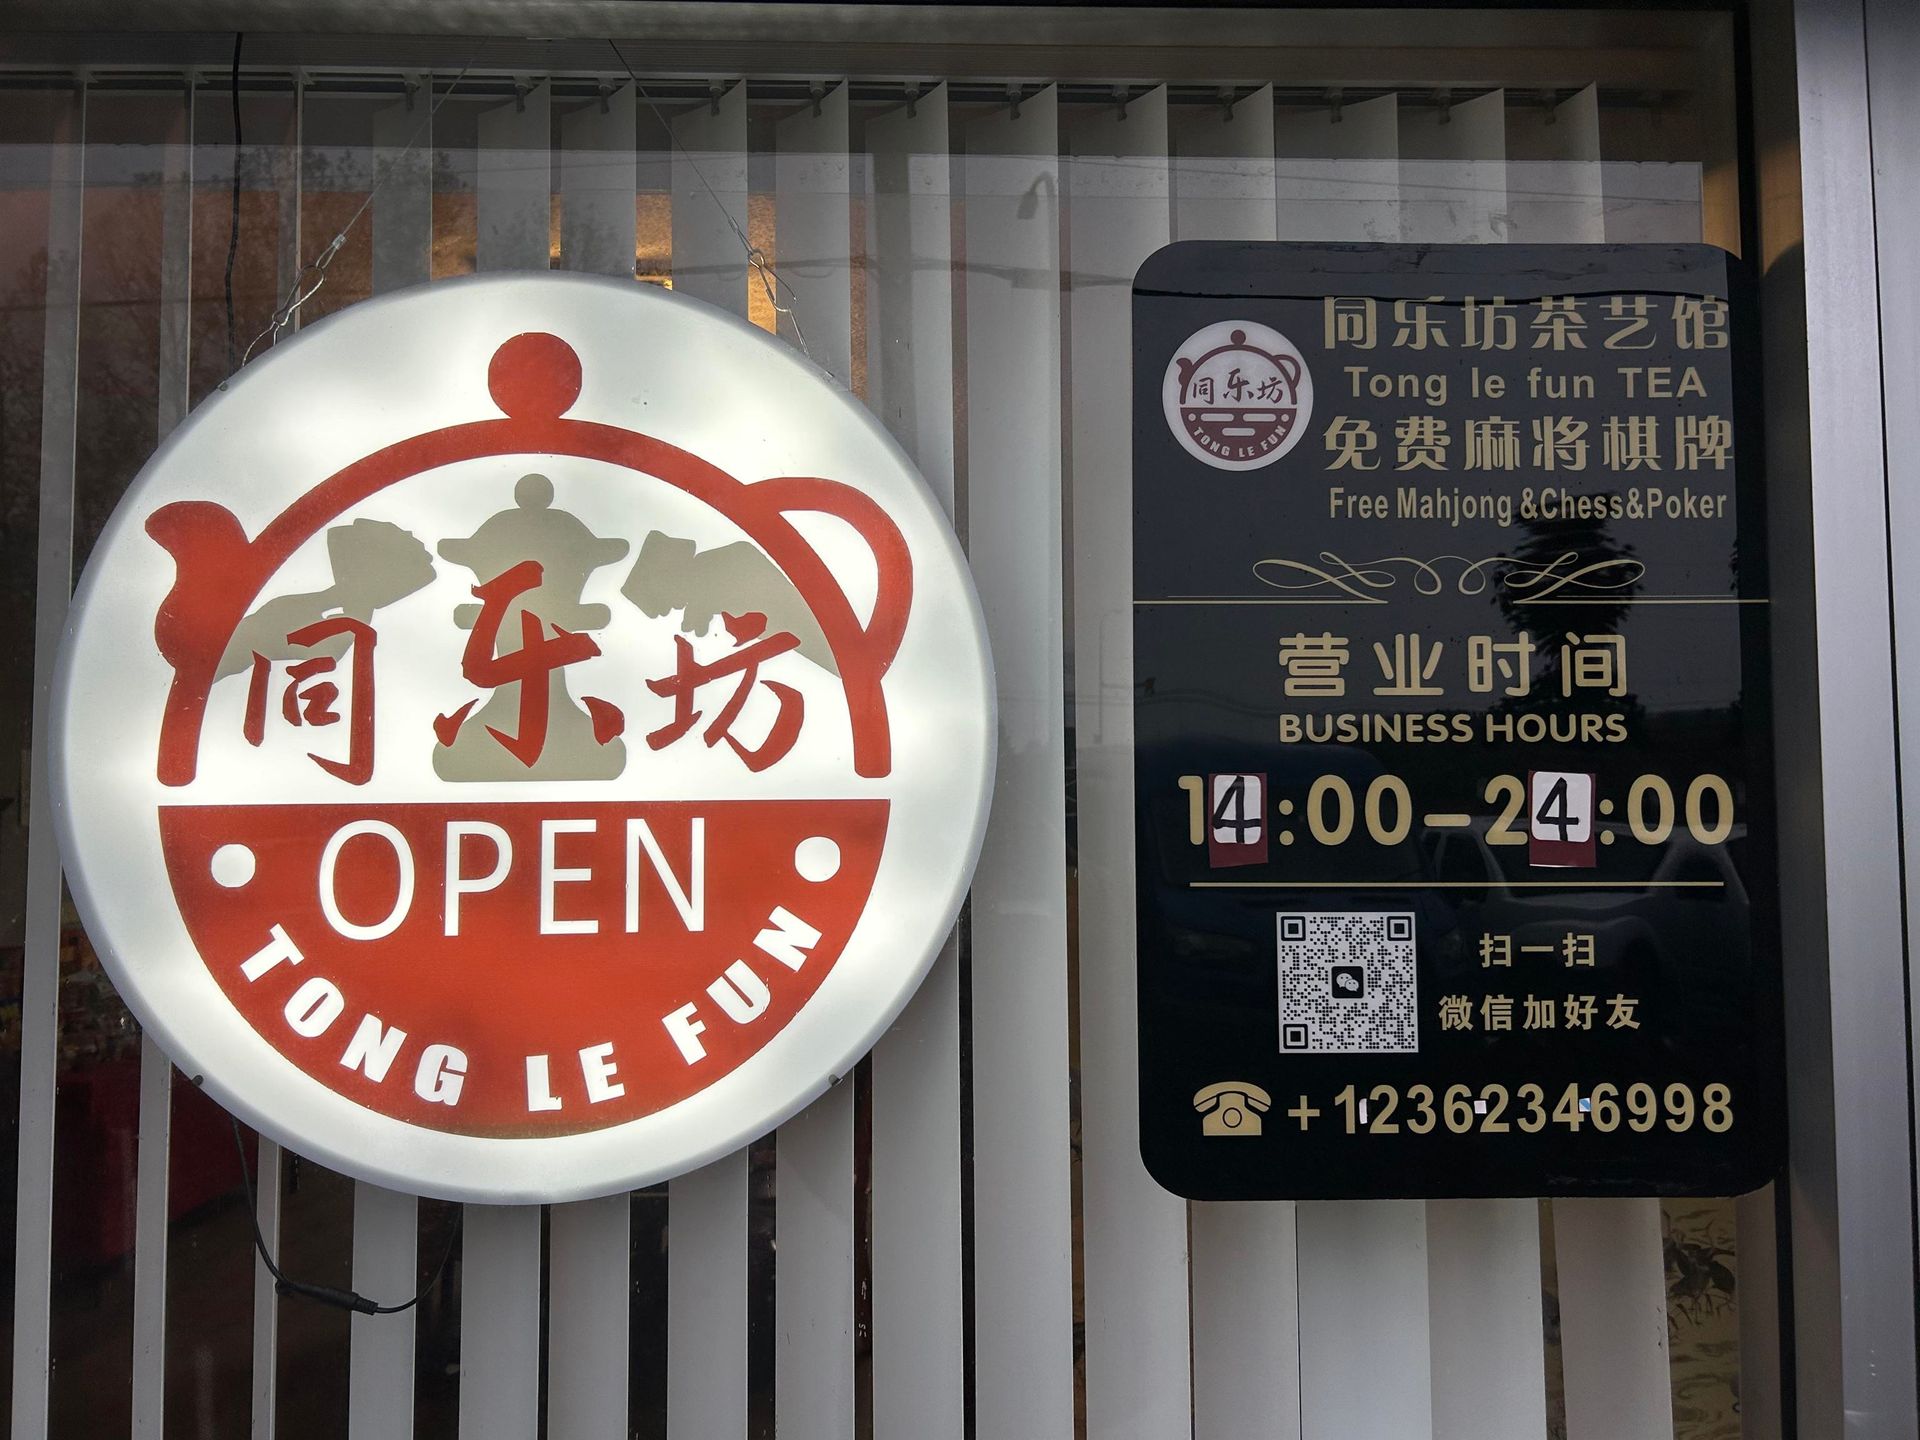 同乐坊
OPEN
TONG LE FUN
同乐坊茶艺馆
Tong le fun TEA
免费麻将棋牌
Free Mahjong &Chess&Poker
同乐坊
TONG LE FUN
营业时间
BUSINESS HOURS
14:00-24:00
扫一扫
微信加好友
+12362346998